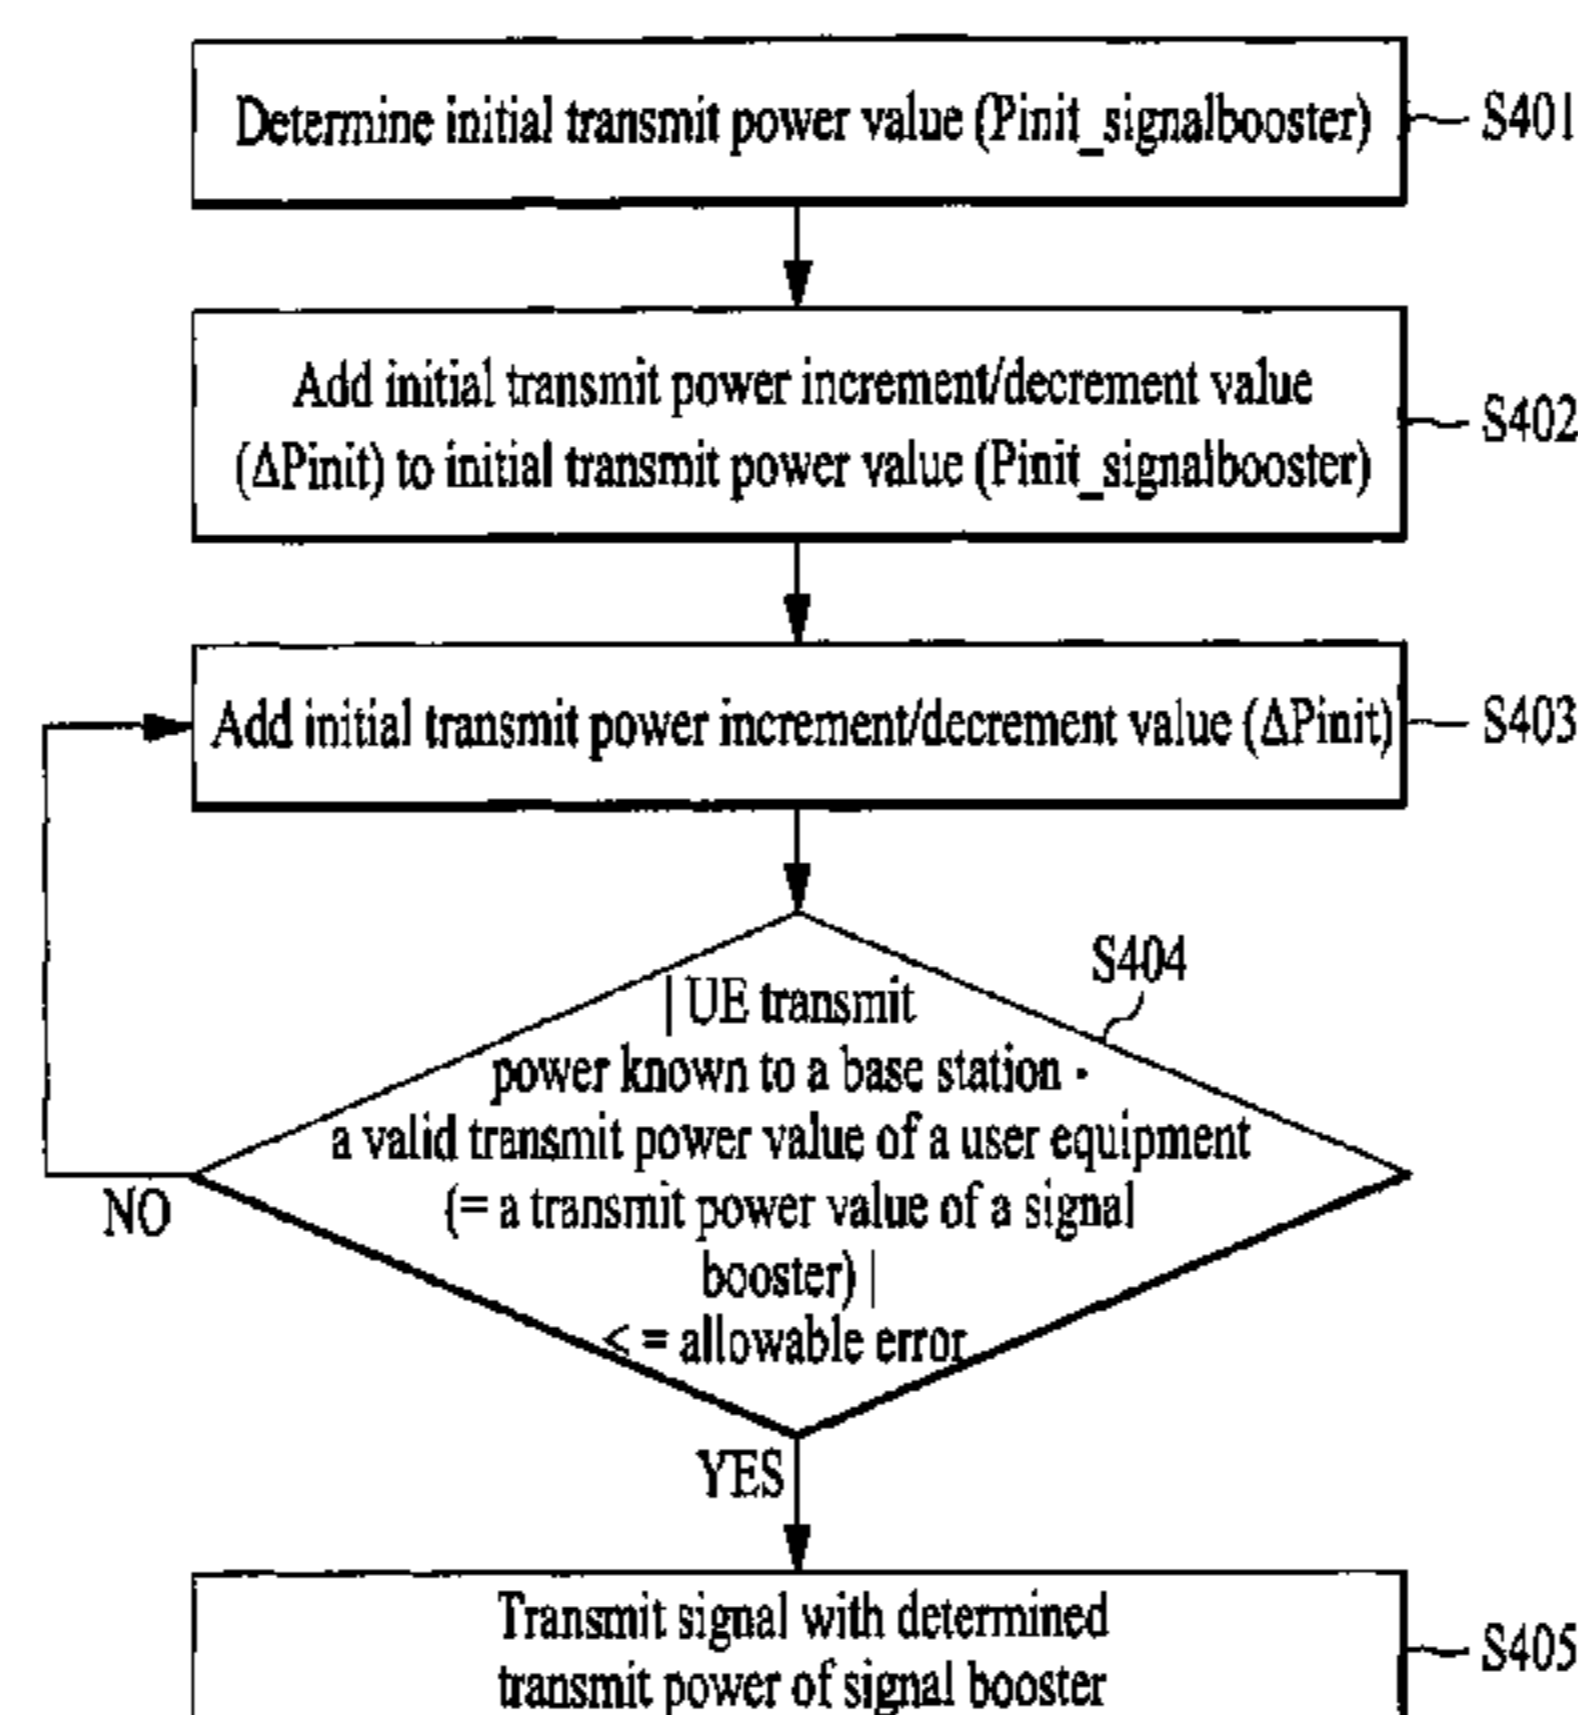 Determine initial transmit power value (Pinit_signalbooster)
S401
Add initial transmit power increment/decrement value
(ΔPinit) to initial transmit power value (Pinit_signalbooster)
S402
Add initial transmit power increment/decrement value (ΔPinit)
S403
S404
| UE transmit
power known to a base station -
a valid transmit power value of a user equipment
(= a transmit power value of a signal
booster) |
< = allowable error
NO
YES
Transmit signal with determined
transmit power of signal booster
S405